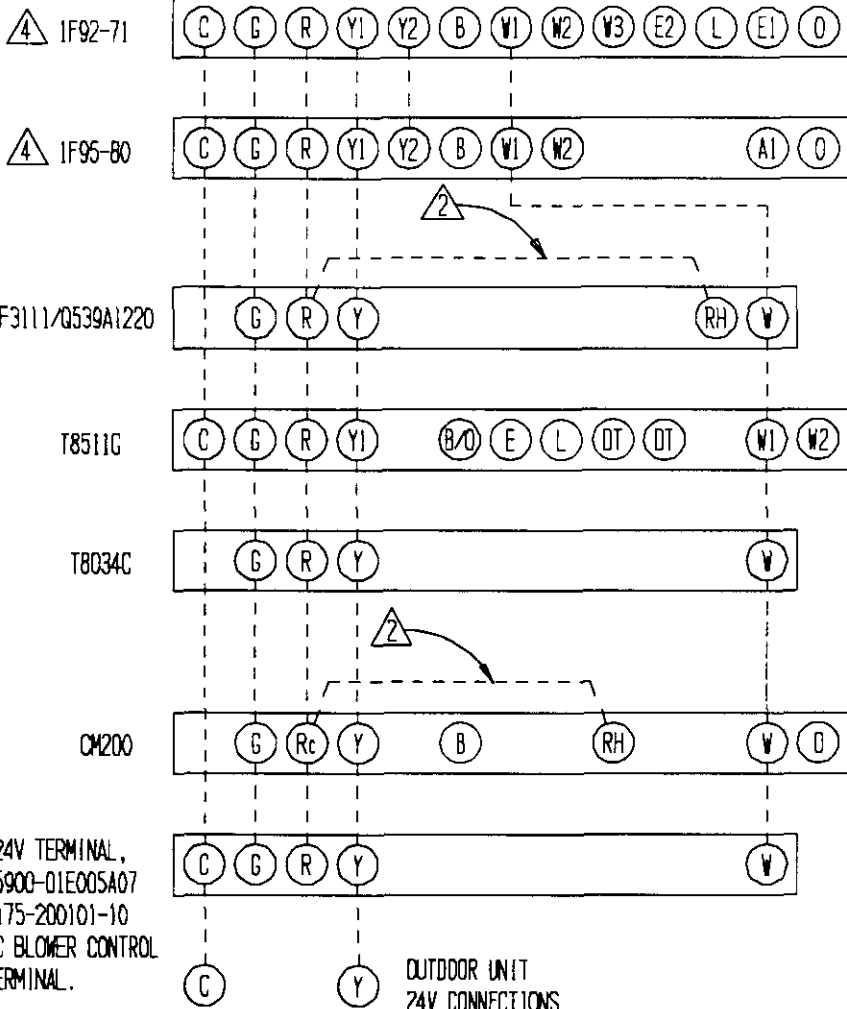 4 1F92-71 C G R Y1 Y2 B W1 W2 W3 E2 L E1 O
4 1F95-80 C G R Y1 Y2 B W1 W2 A1 O
2
F3111/Q539A1220 G R Y RH W
T8511G C G R Y1 B/O E L DT DT W1 W2
T8034C G R Y W
2
CM200 G Rc Y B RH W O
24V TERMINAL, C G R Y W
5900-01E005A07
175-200101-10
C BLOWER CONTROL
ERMINAL.
C Y OUTDOOR UNIT
24V CONNECTIONS